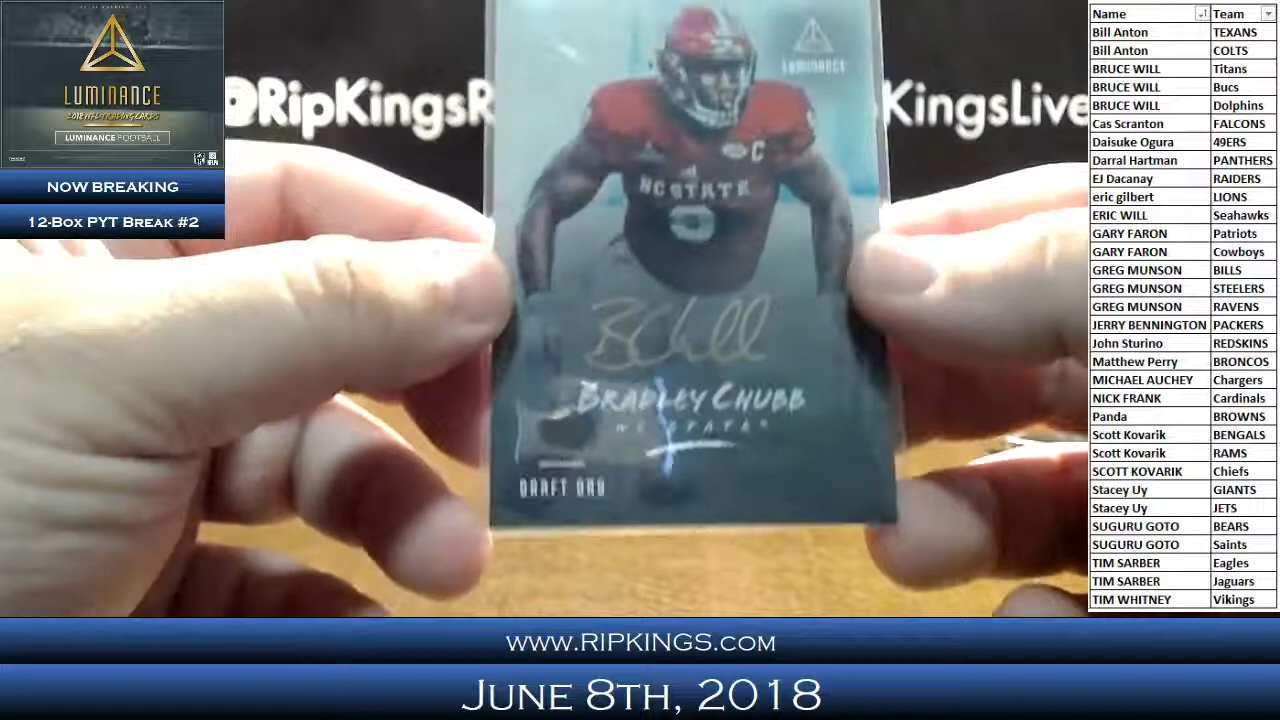 LUMINANCE
2018 NFL TRADING CARDS
LUMINANCE FOOTBALL
NOW BREAKING
12-BOX PYT BREAK #2
@RipKingsR
KingsLive
LUMINANCE
C
NC STATE
9
B Chubb
BRADLEY CHUBB
NC STATE
DRAFT DAY
Name Team
Bill Anton TEXANS
Bill Anton COLTS
BRUCE WILL Titans
BRUCE WILL Bucs
BRUCE WILL Dolphins
Cas Scranton FALCONS
Daisuke Ogura 49ERS
Darral Hartman PANTHERS
EJ Dacanay RAIDERS
eric gilbert LIONS
ERIC WILL Seahawks
GARY FARON Patriots
GARY FARON Cowboys
GREG MUNSON BILLS
GREG MUNSON STEELERS
GREG MUNSON RAVENS
JERRY BENNINGTON PACKERS
John Sturino REDSKINS
Matthew Perry BRONCOS
MICHAEL AUCHEY Chargers
NICK FRANK Cardinals
Panda BROWNS
Scott Kovarik BENGALS
Scott Kovarik RAMS
SCOTT KOVARIK Chiefs
Stacey Uy GIANTS
Stacey Uy JETS
SUGURU GOTO BEARS
SUGURU GOTO Saints
TIM SARBER Eagles
TIM SARBER Jaguars
TIM WHITNEY Vikings
WWW.RIPKINGS.COM
JUNE 8TH, 2018